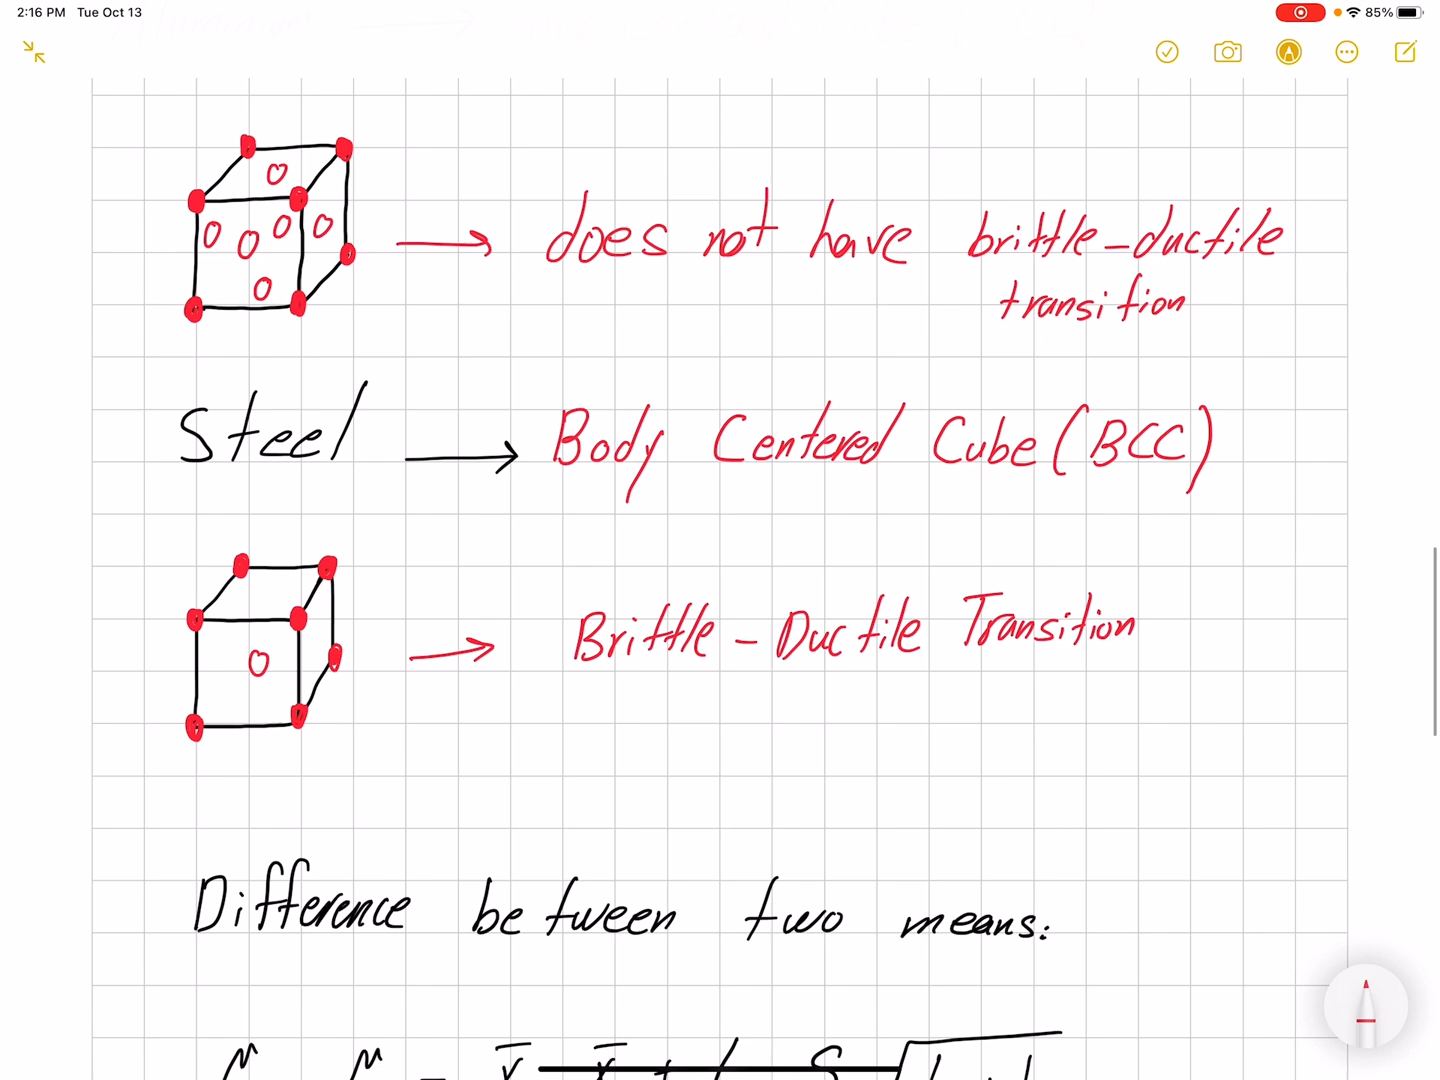 2:16 PM Tue Oct 13
85%
does not have brittle-ductile
transition
Steel → Body Centered Cube (BCC)
Brittle - Ductile Transition
Difference between two means: